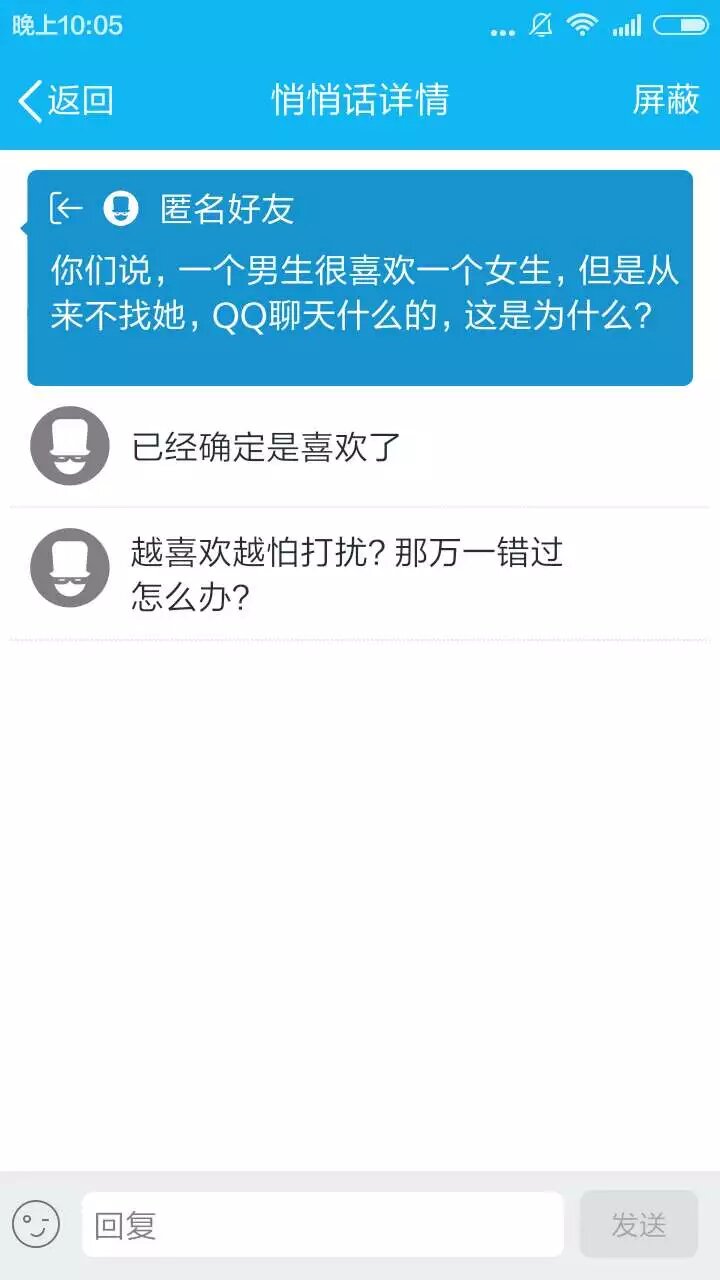 晚上10:05
返回 悄悄话详情 屏蔽
匿名好友
你们说，一个男生很喜欢一个女生，但是从
来不找她，QQ聊天什么的，这是为什么？
已经确定是喜欢了
越喜欢越怕打扰？那万一错过
怎么办？
回复 发送